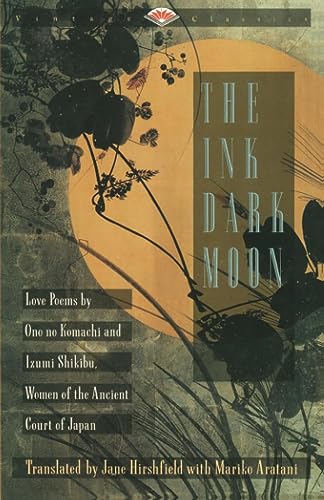 Vintage Classics
THE
INK
DARK
MOON
Love Poems by
Ono no Komachi and
Izumi Shikibu,
Women of the Ancient
Court of Japan
Translated by Jane Hirshfield with Mariko Aratani